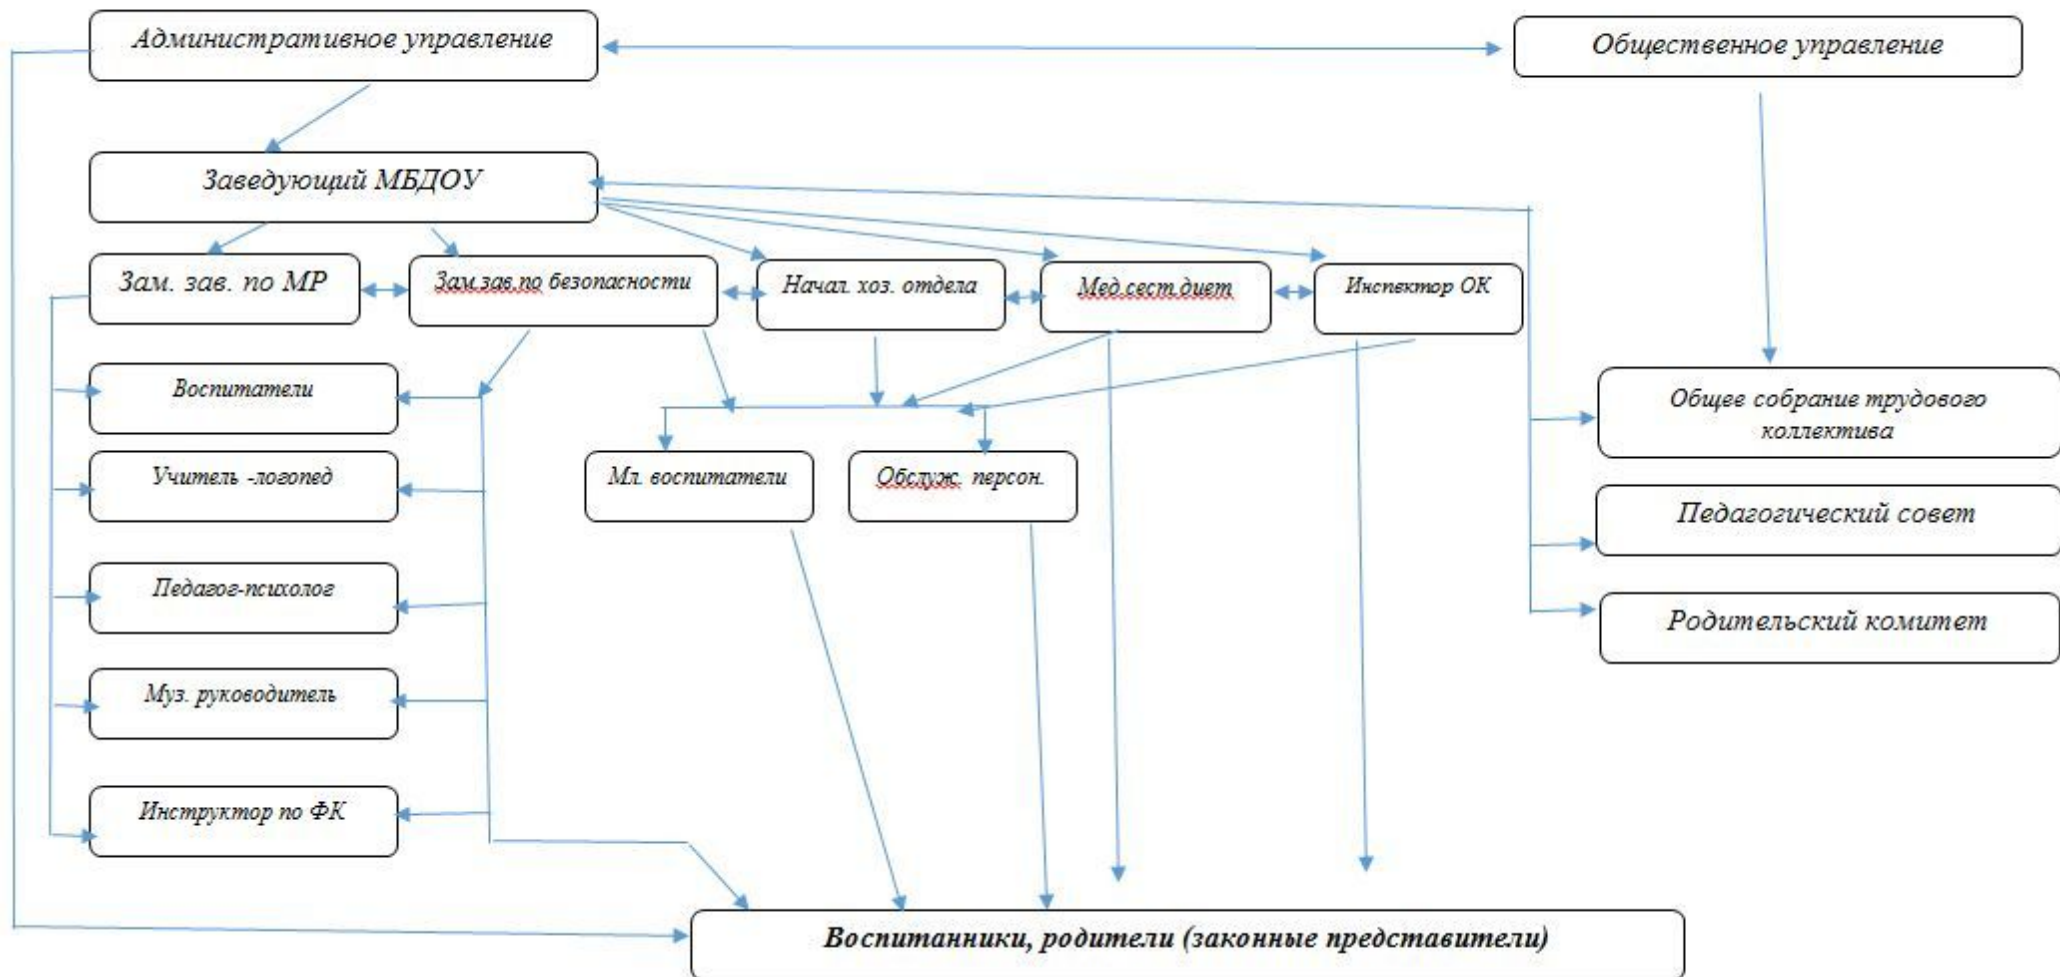 Административное управление
Общественное управление
Заведующий МБДОУ
Зам. зав. по МР
Зам.зав.по безопасности
Начал. хоз. отдела
Мед.сест.диет
Инспектор ОК
Воспитатели
Общее собрание трудового
коллектива
Учитель -логопед
Мл. воспитатели
Обслуж. персон.
Педагогический совет
Педагог-психолог
Родительский комитет
Муз. руководитель
Инструктор по ФК
Воспитанники, родители (законные представители)